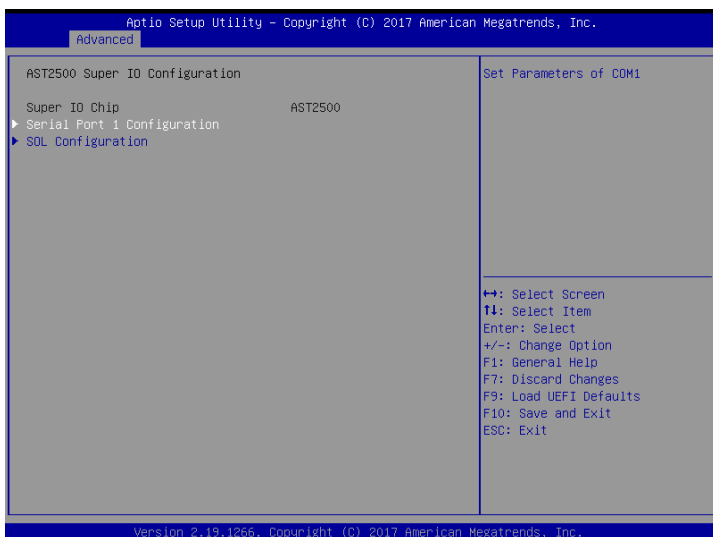 Aptio Setup Utility – Copyright (C) 2017 American Megatrends, Inc.
Advanced
AST2500 Super IO Configuration
Super IO Chip AST2500
Serial Port 1 Configuration
SOL Configuration
Set Parameters of COM1
↔: Select Screen
↑↓: Select Item
Enter: Select
+/-: Change Option
F1: General Help
F7: Discard Changes
F9: Load UEFI Defaults
F10: Save and Exit
ESC: Exit
Version 2.19.1266. Copyright (C) 2017 American Megatrends, Inc.